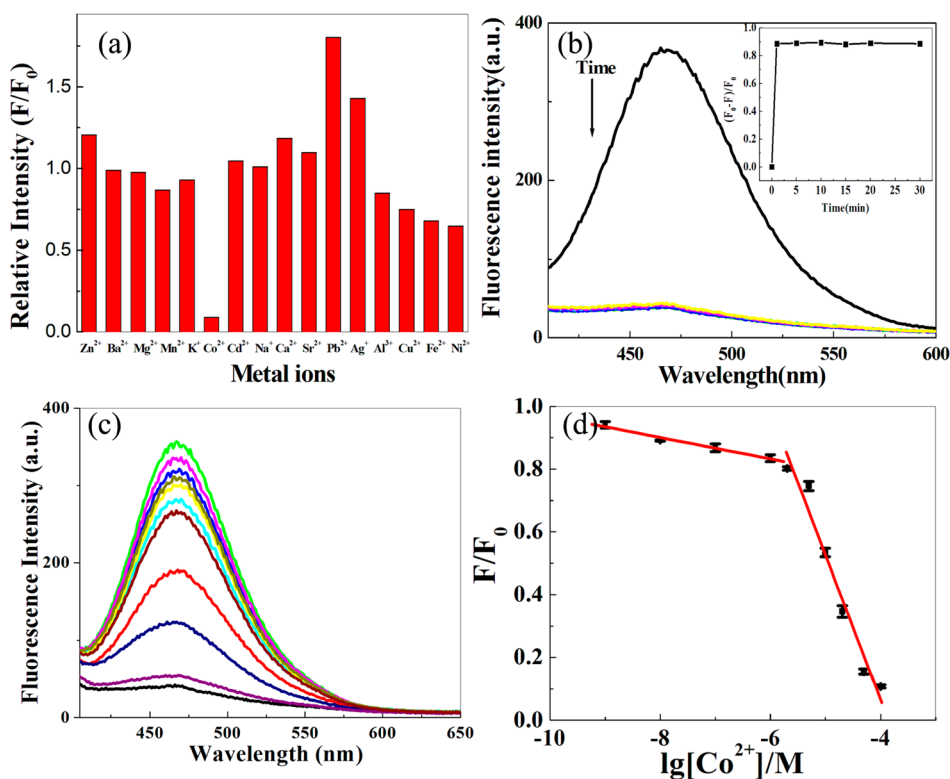 (a)
Relative Intensity (F/F₀)
1.5
1.0
0.5
0.0
Zn²⁺ Ba²⁺ Mg²⁺ Mn²⁺ K⁺ Co²⁺ Cd²⁺ Na⁺ Ca²⁺ Sr²⁺ Pb²⁺ Ag⁺ Al³⁺ Cu²⁺ Fe²⁺ Ni²⁺
Metal ions
(b)
Fluorescence intensity(a.u.)
400
200
0
Time
450 500 550 600
Wavelength(nm)
(F₀-F)/F₀
1.0
0.8
0.6
0.4
0.2
0.0
0 5 10 15 20 25 30
Time(min)
(c)
Fluorescence Intensity (a.u.)
400
200
0
450 500 550 600 650
Wavelength (nm)
(d)
F/F₀
1.0
0.8
0.6
0.4
0.2
0.0
-10 -8 -6 -4
lg[Co²⁺]/M